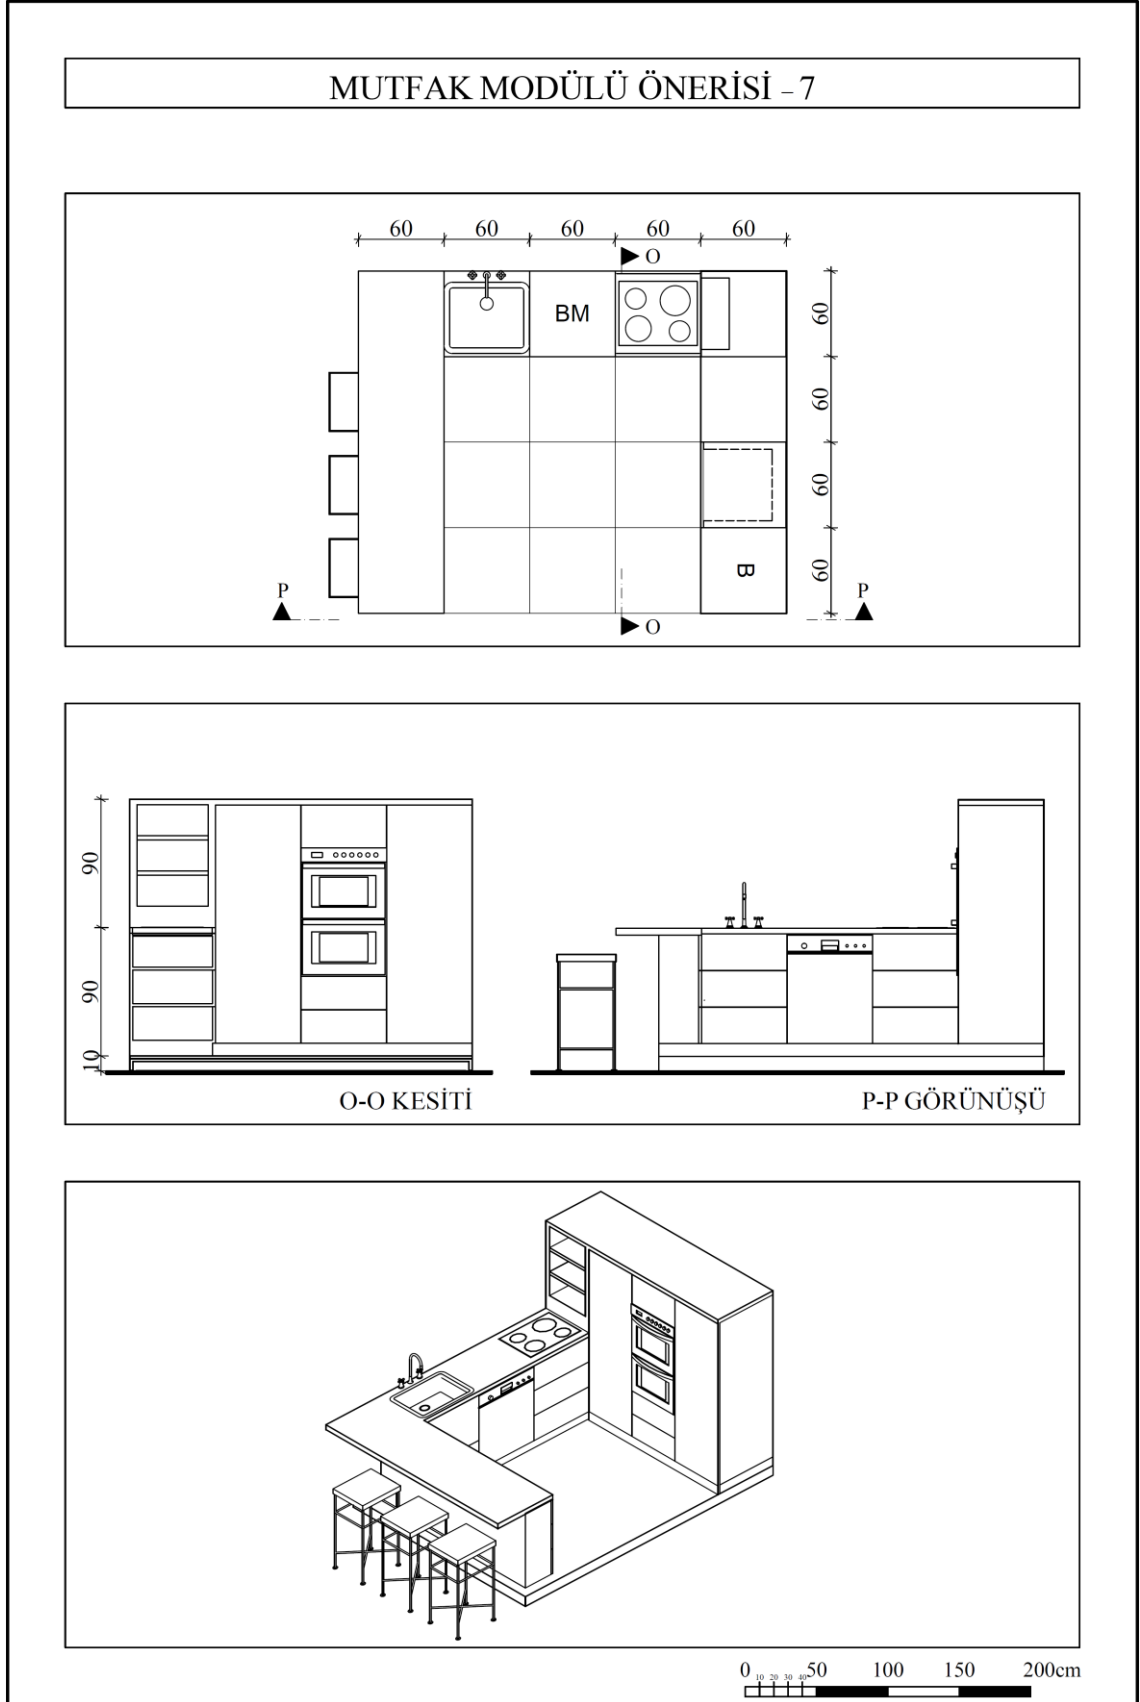 MUTFAK MODÜLÜ ÖNERİSİ – 7
60 60 60 60 60
O
BM
60
60
60
60
B
P
P
O
90
90
10
O-O KESİTİ
P-P GÖRÜNÜŞÜ
0 10 20 30 40 50 100 150 200cm